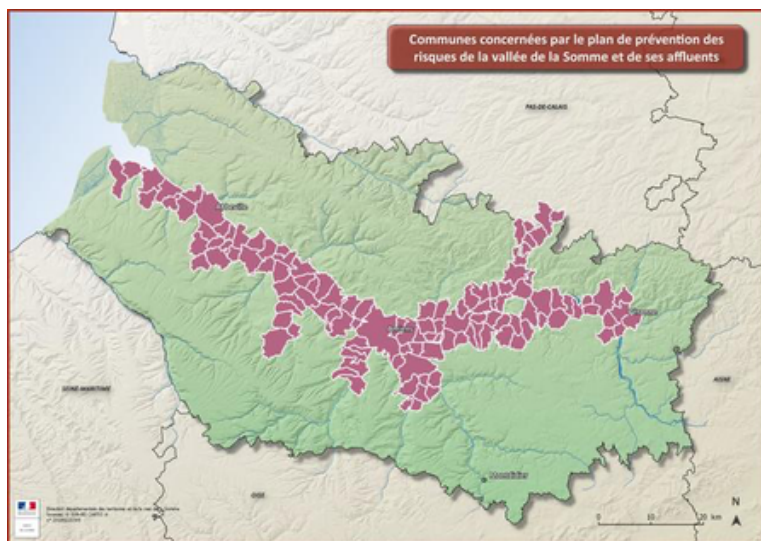 Communes concernées par le plan de prévention des
risques de la vallée de la Somme et de ses affluents
PAS-DE-CALAIS
Abbeville
Amiens
Péronne
SEINE-MARITIME
AISNE
Montdidier
OISE
N
0 10 20 km